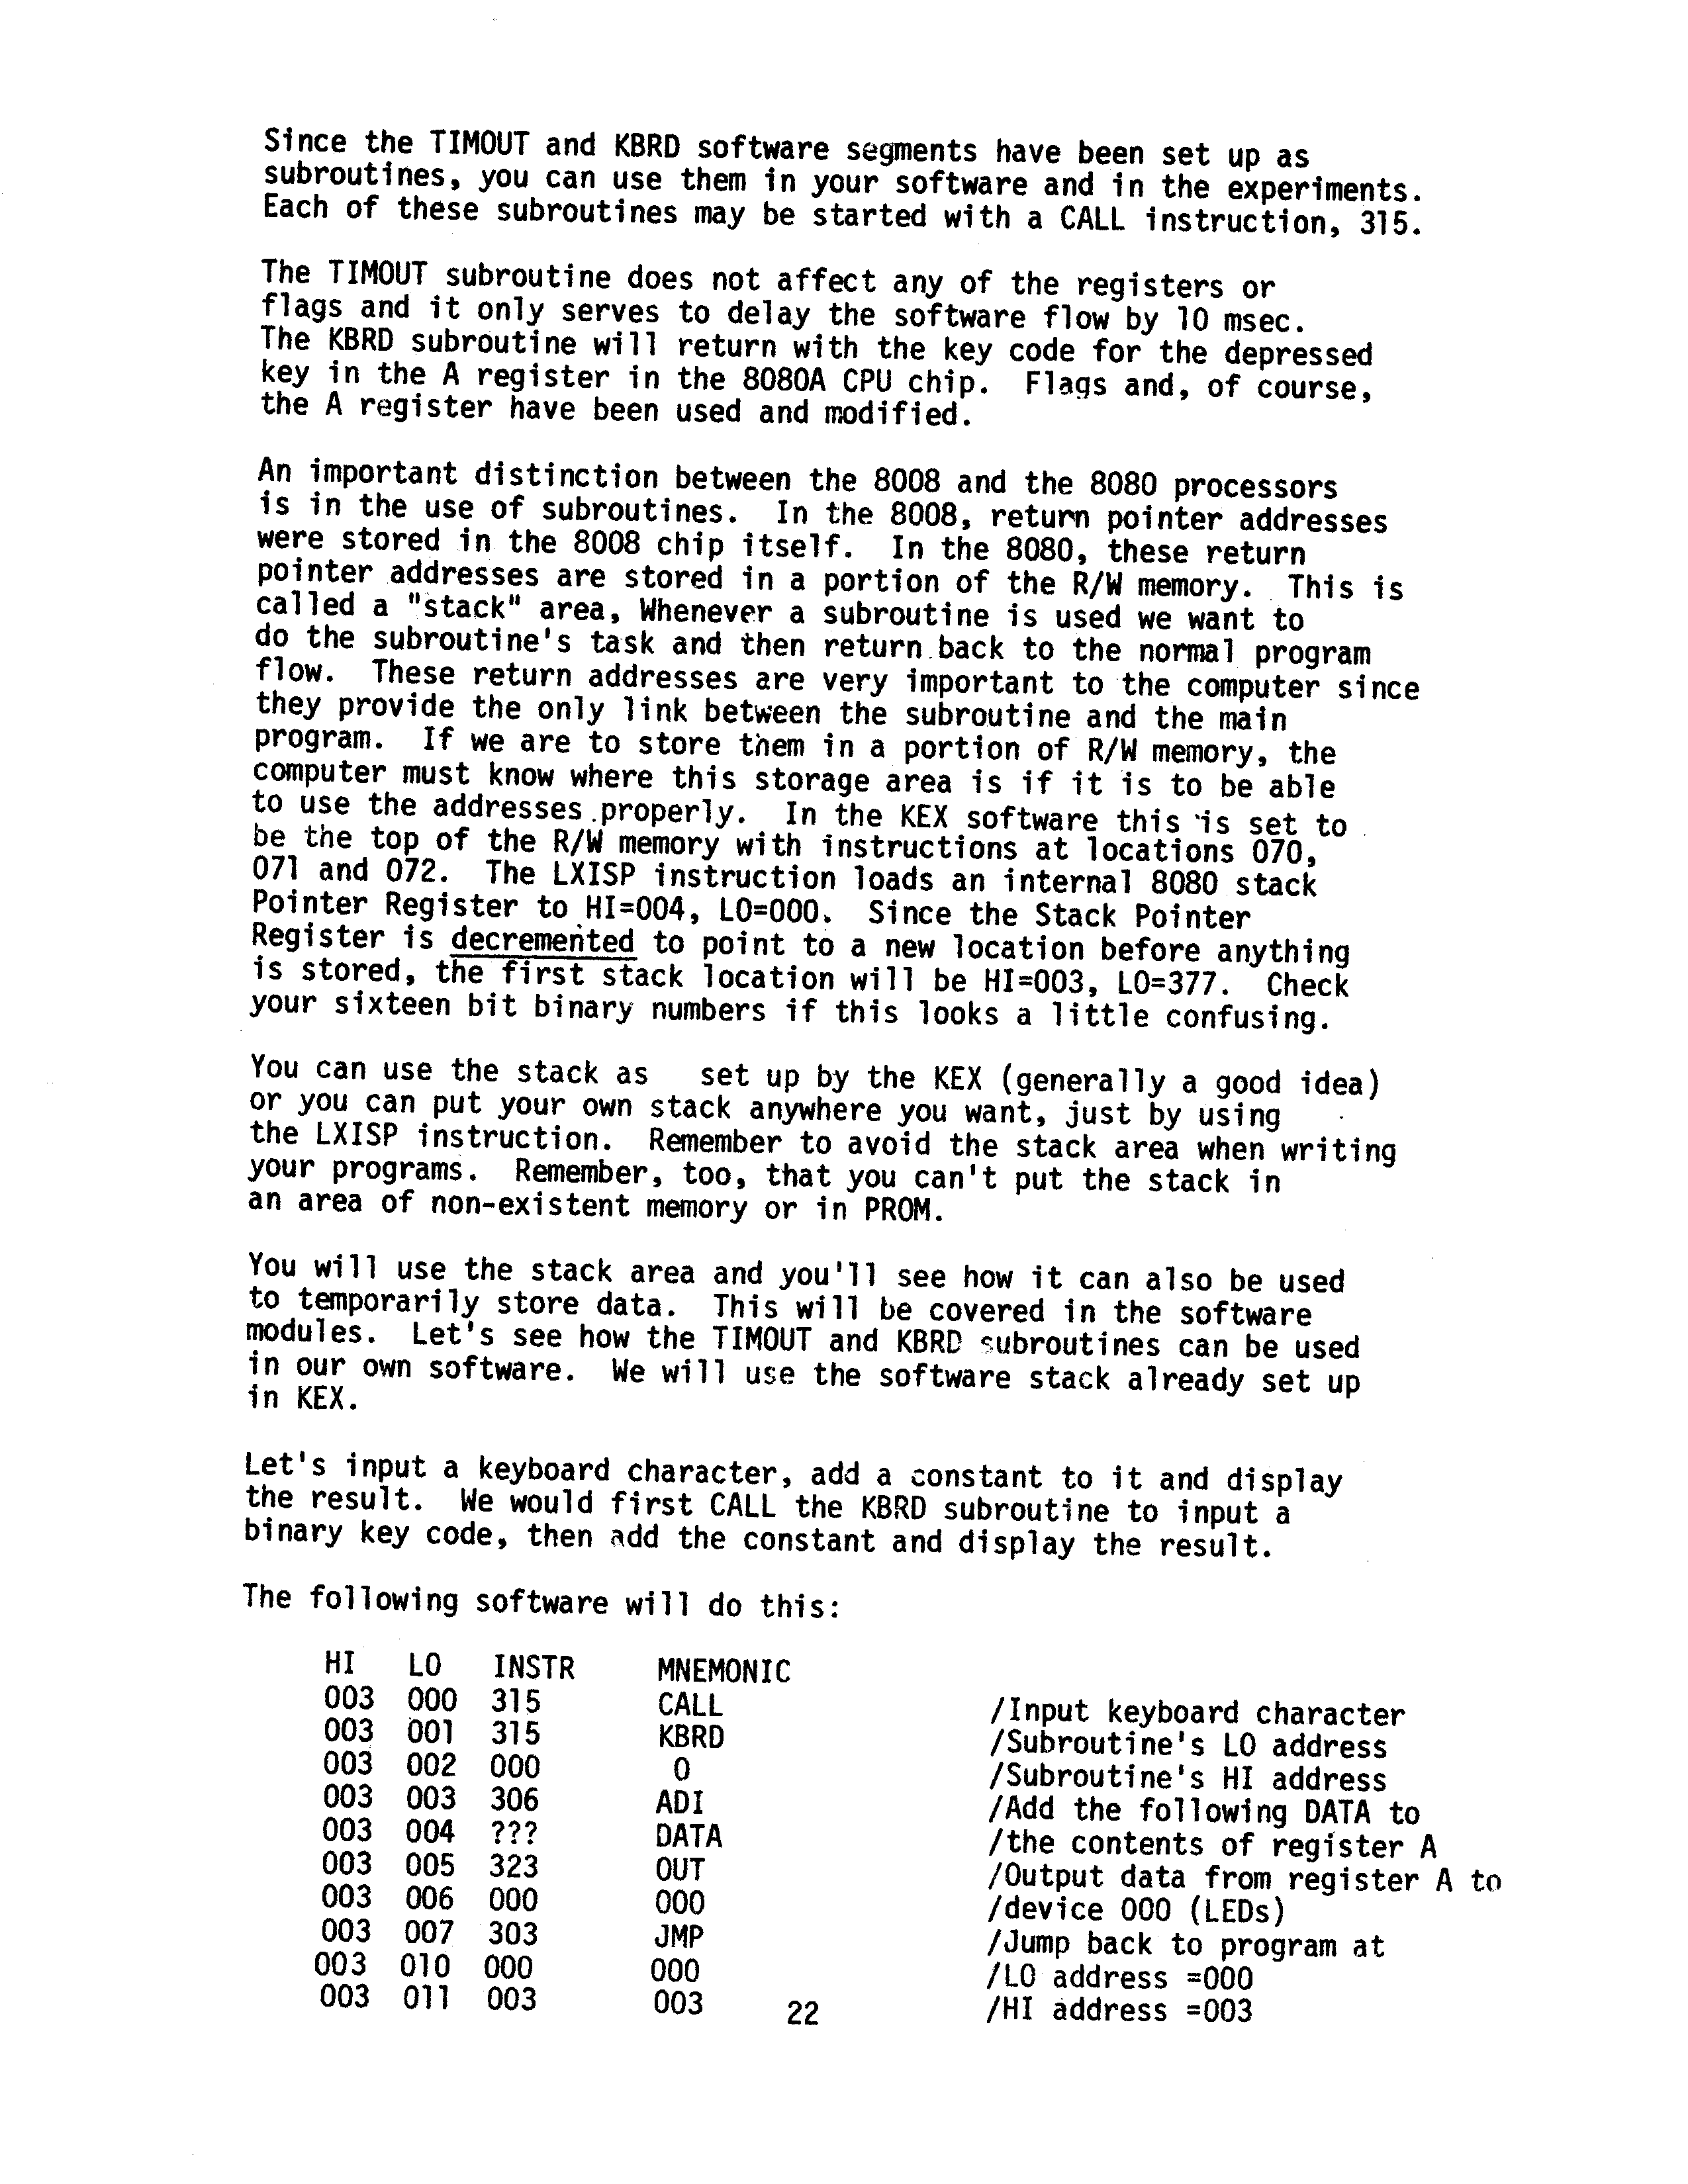 Since the TIMOUT and KBRD software segments have been set up as
subroutines, you can use them in your software and in the experiments.
Each of these subroutines may be started with a CALL instruction, 315.
The TIMOUT subroutine does not affect any of the registers or
flags and it only serves to delay the software flow by 10 msec.
The KBRD subroutine will return with the key code for the depressed
key in the A register in the 8080A CPU chip. Flags and, of course,
the A register have been used and modified.
An important distinction between the 8008 and the 8080 processors
is in the use of subroutines. In the 8008, return pointer addresses
were stored in the 8008 chip itself. In the 8080, these return
pointer addresses are stored in a portion of the R/W memory. This is
called a "stack" area, Whenever a subroutine is used we want to
do the subroutine's task and then return back to the normal program
flow. These return addresses are very important to the computer since
they provide the only link between the subroutine and the main
program. If we are to store them in a portion of R/W memory, the
computer must know where this storage area is if it is to be able
to use the addresses properly. In the KEX software this is set to
be the top of the R/W memory with instructions at locations 070,
071 and 072. The LXISP instruction loads an internal 8080 stack
Pointer Register to HI=004, LO=000. Since the Stack Pointer
Register is decremented to point to a new location before anything
is stored, the first stack location will be HI=003, LO=377. Check
your sixteen bit binary numbers if this looks a little confusing.
You can use the stack as set up by the KEX (generally a good idea)
or you can put your own stack anywhere you want, just by using
the LXISP instruction. Remember to avoid the stack area when writing
your programs. Remember, too, that you can't put the stack in
an area of non-existent memory or in PROM.
You will use the stack area and you'll see how it can also be used
to temporarily store data. This will be covered in the software
modules. Let's see how the TIMOUT and KBRD subroutines can be used
in our own software. We will use the software stack already set up
in KEX.
Let's input a keyboard character, add a constant to it and display
the result. We would first CALL the KBRD subroutine to input a
binary key code, then add the constant and display the result.
The following software will do this:
HI LO INSTR MNEMONIC
003 000 315 CALL /Input keyboard character
003 001 315 KBRD /Subroutine's LO address
003 002 000 0 /Subroutine's HI address
003 003 306 ADI /Add the following DATA to
003 004 ??? DATA /the contents of register A
003 005 323 OUT /Output data from register A to
003 006 000 000 /device 000 (LEDs)
003 007 303 JMP /Jump back to program at
003 010 000 000 /LO address =000
003 011 003 003 /HI address =003
22